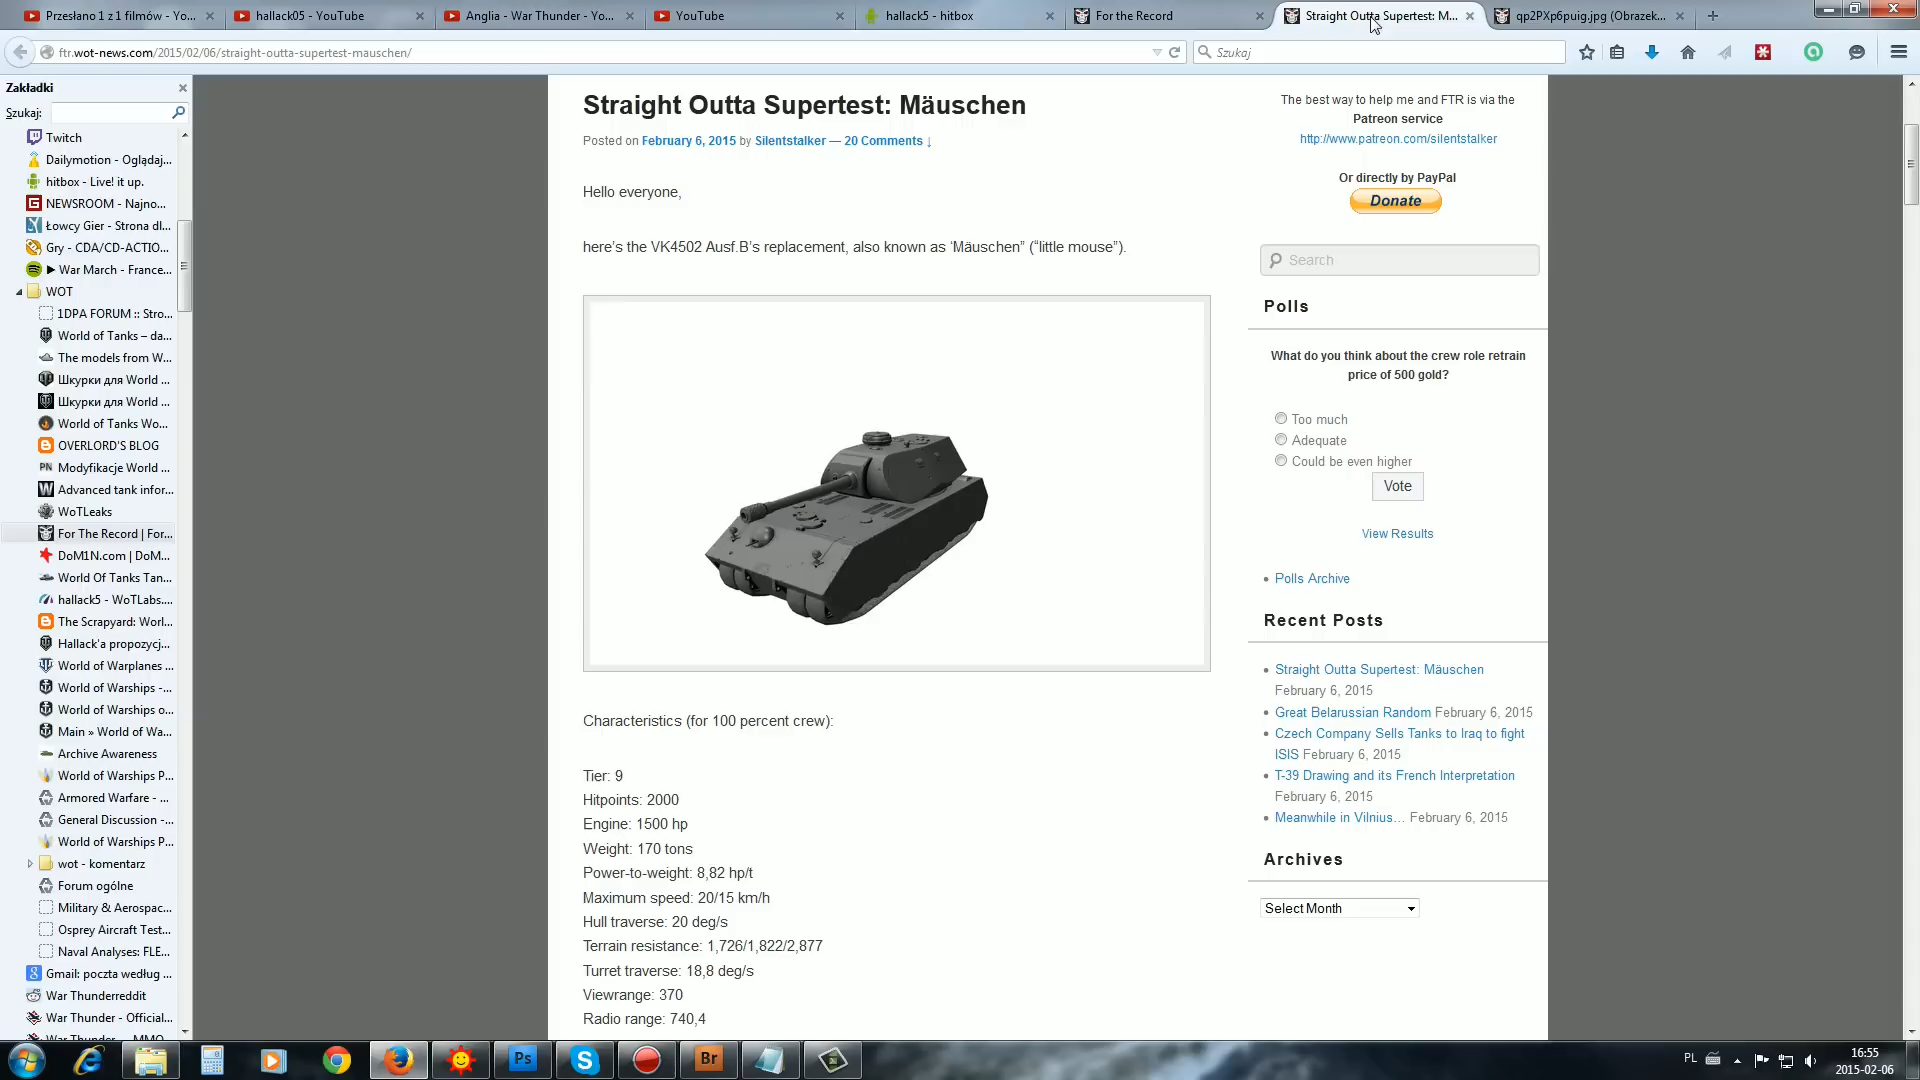 Przesłano 1 z 1 filmów - Yo...
hallack05 - YouTube
Anglia - War Thunder - Yo...
YouTube
hallack5 - hitbox
For the Record
Straight Outta Supertest: M...
qp2PXp6puig.jpg (Obrazek...
ftr.wot-news.com/2015/02/06/straight-outta-supertest-mauschen/
Szukaj
Zakładki
Szukaj:
Twitch
Dailymotion - Oglądaj...
hitbox - Live! it up.
NEWSROOM - Najno...
Łowcy Gier - Strona dl...
Gry - CDA/CD-ACTIO...
▶ War March - France...
WOT
1DPA FORUM :: Stro...
World of Tanks – da...
The models from W...
Шкурки для World ...
Шкурки для World ...
World of Tanks Wo...
OVERLORD'S BLOG
PN Modyfikacje World ...
Advanced tank infor...
WoTLeaks
For The Record | For...
DoM1N.com | DoM...
World Of Tanks Tan...
hallack5 - WoTLabs....
The Scrapyard: Worl...
Hallack'a propozycj...
World of Warplanes ...
World of Warships -...
World of Warships o...
Main » World of Wa...
Archive Awareness
World of Warships P...
Armored Warfare - ...
General Discussion -...
World of Warships P...
wot - komentarz
Forum ogólne
Military & Aerospac...
Osprey Aircraft Test...
Naval Analyses: FLE...
Gmail: poczta według ...
War Thunderreddit
War Thunder - Official...
War Thunder - MMO
Straight Outta Supertest: Mäuschen
Posted on February 6, 2015 by Silentstalker — 20 Comments ↓
Hello everyone,
here's the VK4502 Ausf.B's replacement, also known as 'Mäuschen" ("little mouse").
Characteristics (for 100 percent crew):
Tier: 9
Hitpoints: 2000
Engine: 1500 hp
Weight: 170 tons
Power-to-weight: 8,82 hp/t
Maximum speed: 20/15 km/h
Hull traverse: 20 deg/s
Terrain resistance: 1,726/1,822/2,877
Turret traverse: 18,8 deg/s
Viewrange: 370
Radio range: 740,4
The best way to help me and FTR is via the
Patreon service
http://www.patreon.com/silentstalker
Or directly by PayPal
Donate
Search
Polls
What do you think about the crew role retrain
price of 500 gold?
Too much
Adequate
Could be even higher
Vote
View Results
Polls Archive
Recent Posts
Straight Outta Supertest: Mäuschen
February 6, 2015
Great Belarussian Random February 6, 2015
Czech Company Sells Tanks to Iraq to fight
ISIS February 6, 2015
T-39 Drawing and its French Interpretation
February 6, 2015
Meanwhile in Vilnius... February 6, 2015
Archives
Select Month
Ps
Br
PL
16:55
2015-02-06